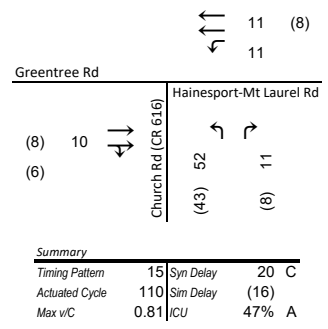 11 (8)
11
Greentree Rd
Hainesport-Mt Laurel Rd
Church Rd (CR 616)
(8) 10
(6)
52 11
(43) (8)
Summary
Timing Pattern 15 Syn Delay 20 C
Actuated Cycle 110 Sim Delay (16)
Max v/C 0.81 ICU 47% A